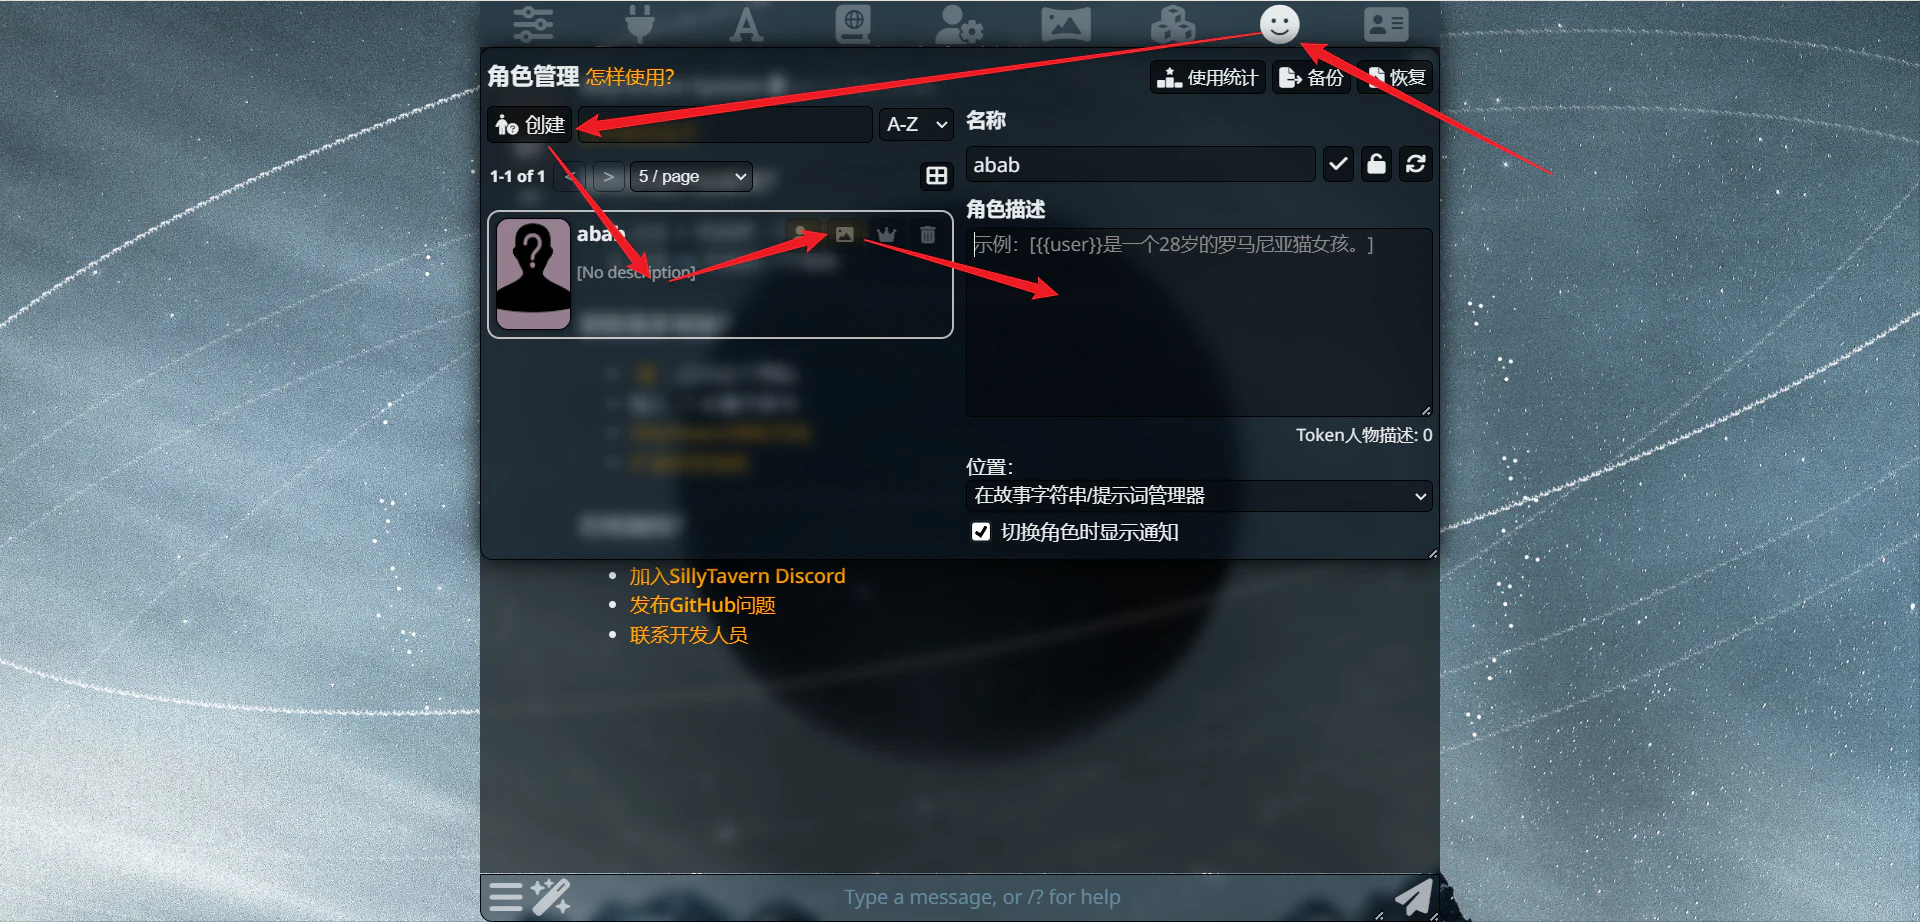 角色管理 怎样使用?
使用统计 备份 恢复
创建
A-Z
名称
1-1 of 1 < > 5 / page
abab
角色描述
abab
[No description]
示例：[{{user}}是一个28岁的罗马尼亚猫女孩。]
Token人物描述: 0
位置：
在故事字符串/提示词管理器
切换角色时显示通知
加入SillyTavern Discord
发布GitHub问题
联系开发人员
Type a message, or /? for help